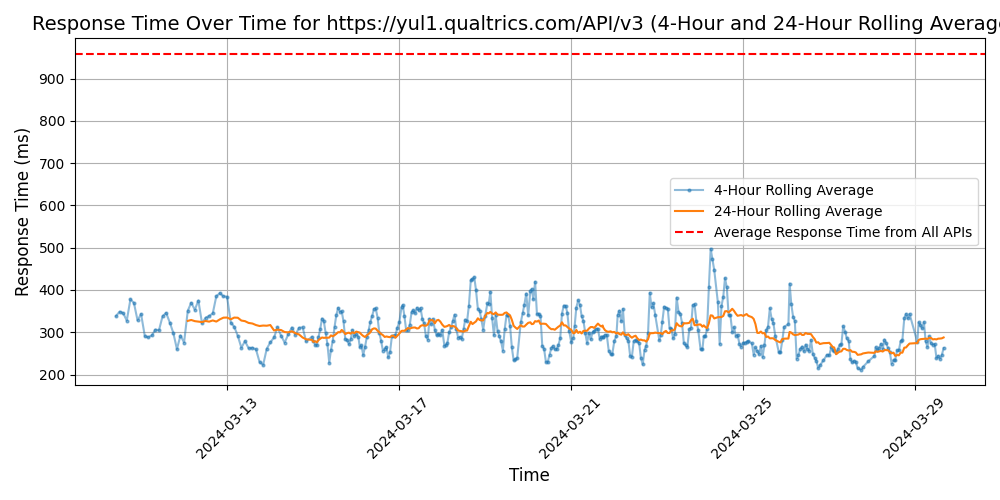 Response Time Over Time for https://yul1.qualtrics.com/API/v3 (4-Hour and 24-Hour Rolling Average
Response Time (ms)
900
800
700
600
500
400
300
200
4-Hour Rolling Average
24-Hour Rolling Average
Average Response Time from All APIs
2024-03-13
2024-03-17
2024-03-21
2024-03-25
2024-03-29
Time